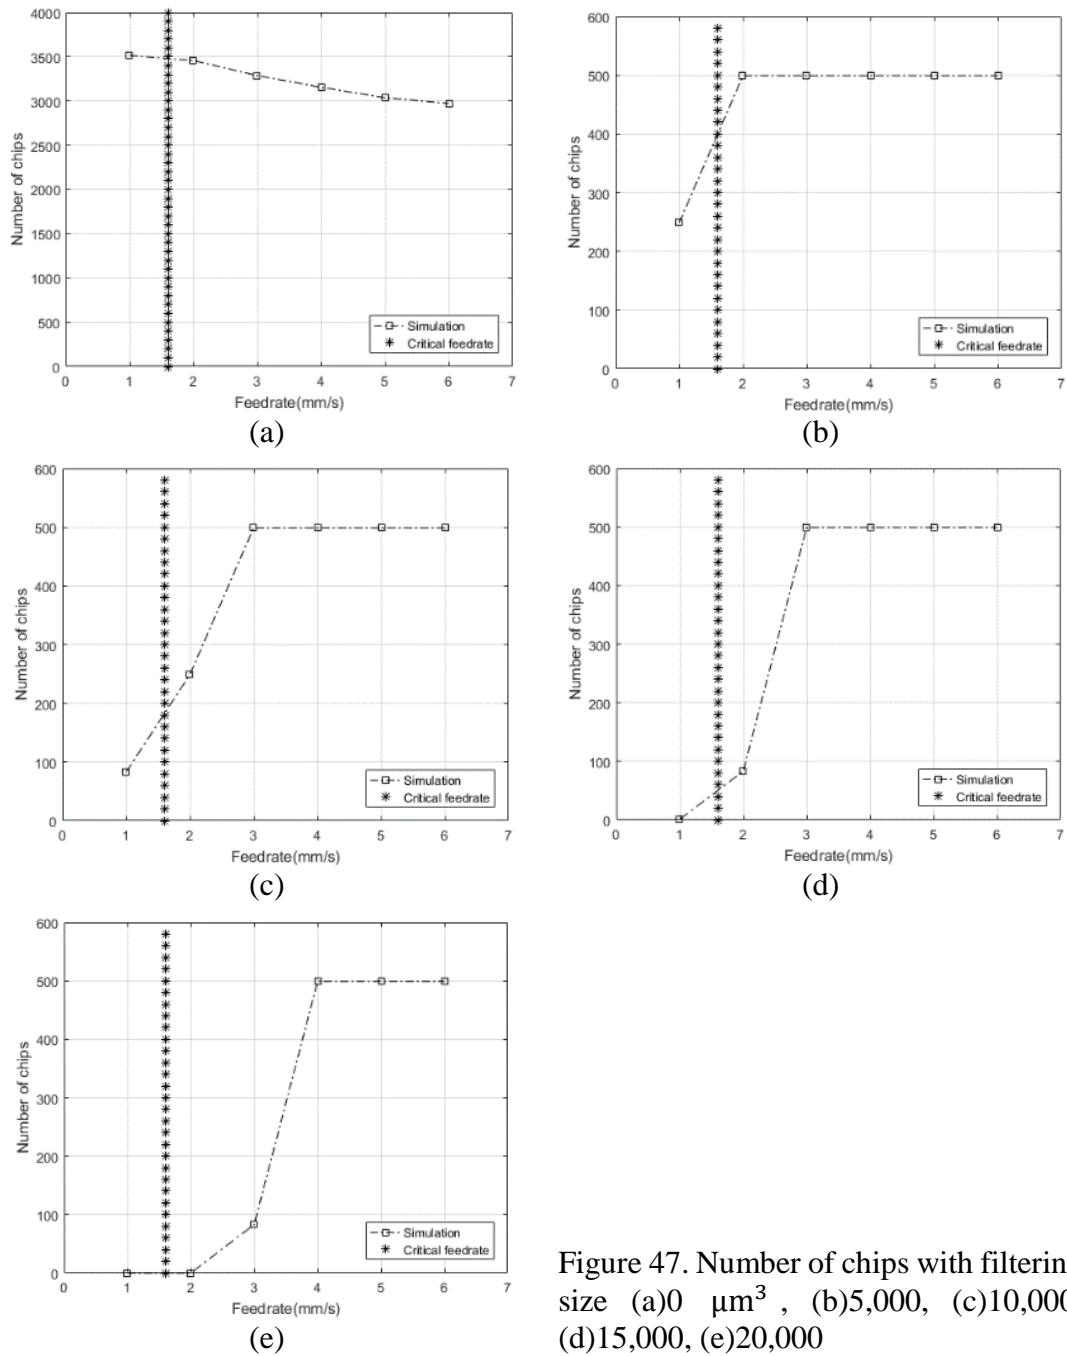 4000
3500
3000
2500
2000
1500
1000
500
0
Number of chips
Simulation
Critical feedrate
0 1 2 3 4 5 6 7
Feedrate(mm/s)
(a)
600
500
400
300
200
100
0
Number of chips
Simulation
Critical feedrate
0 1 2 3 4 5 6 7
Feedrate(mm/s)
(b)
600
500
400
300
200
100
0
Number of chips
Simulation
Critical feedrate
0 1 2 3 4 5 6 7
Feedrate(mm/s)
(c)
600
500
400
300
200
100
0
Number of chips
Simulation
Critical feedrate
0 1 2 3 4 5 6 7
Feedrate(mm/s)
(d)
600
500
400
300
200
100
0
Number of chips
Simulation
Critical feedrate
0 1 2 3 4 5 6 7
Feedrate(mm/s)
(e)
Figure 47. Number of chips with filterin
size (a)0 μm³ , (b)5,000, (c)10,000
(d)15,000, (e)20,000